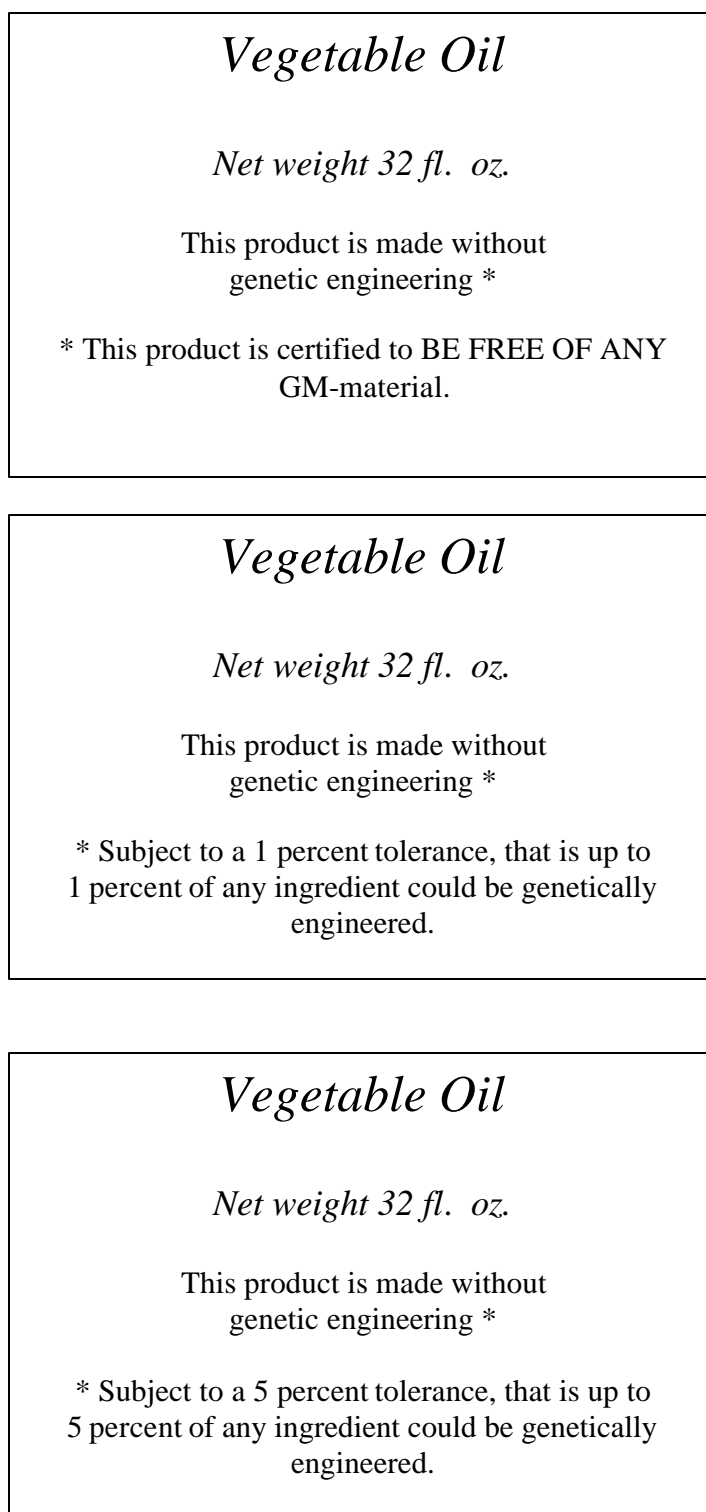 Vegetable Oil
Net weight 32 fl. oz.
This product is made without
genetic engineering *
* This product is certified to BE FREE OF ANY
GM-material.
Vegetable Oil
Net weight 32 fl. oz.
This product is made without
genetic engineering *
* Subject to a 1 percent tolerance, that is up to
1 percent of any ingredient could be genetically
engineered.
Vegetable Oil
Net weight 32 fl. oz.
This product is made without
genetic engineering *
* Subject to a 5 percent tolerance, that is up to
5 percent of any ingredient could be genetically
engineered.